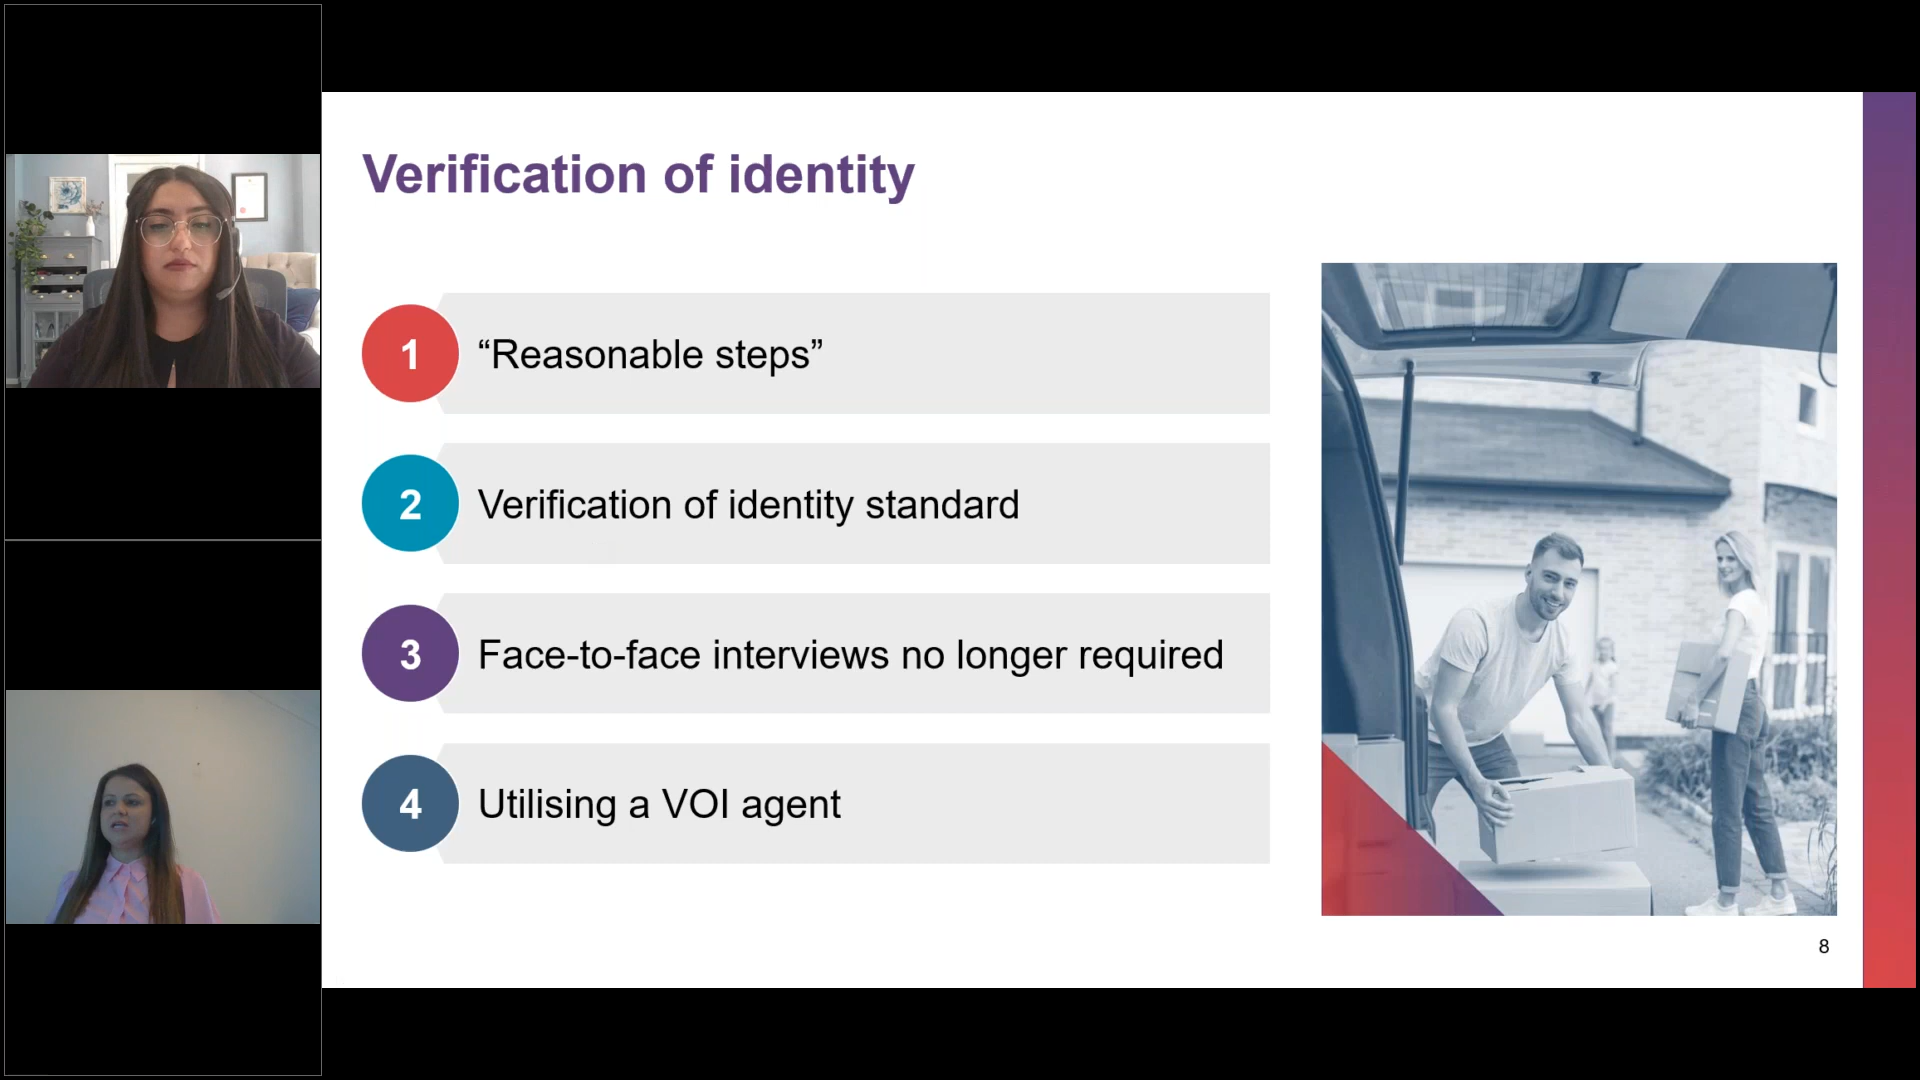 Verification of identity
1
“Reasonable steps”
2
Verification of identity standard
3
Face-to-face interviews no longer required
4
Utilising a VOI agent
8